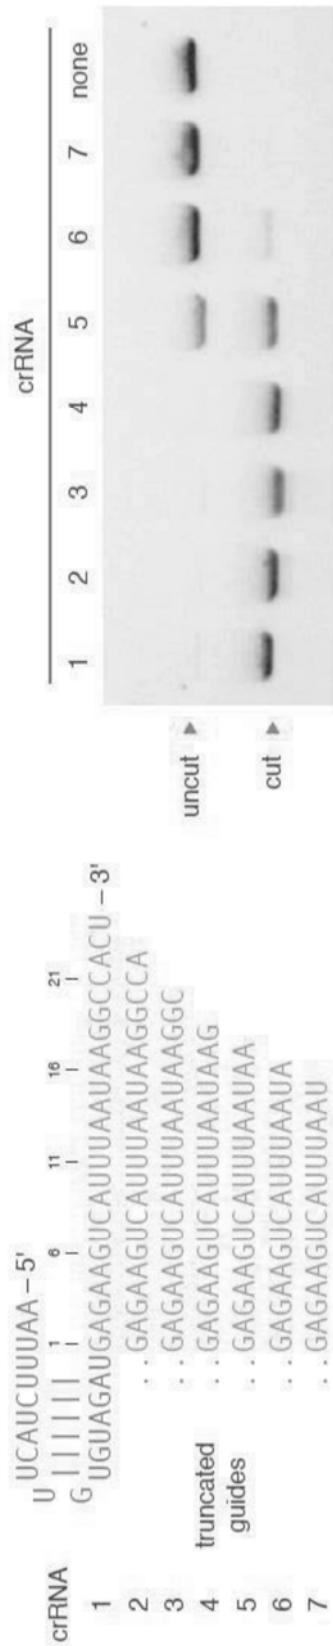 crRNA
UCAUCUUUAA – 5'
U
1 6 11 16 21
G
1 UGUAGAUGAGAAGUCAUUUAAUAAGGCCACU – 3'
2 ..GAGAAGUCAUUUAAUAAGGCCA
3 ..GAGAAGUCAUUUAAUAAGGC
truncated guides
4 ..GAGAAGUCAUUUAAUAAG
5 ..GAGAAGUCAUUUAAUAA
6 ..GAGAAGUCAUUUAAUA
7 ..GAGAAGUCAUUUAAU
crRNA
1 2 3 4 5 6 7 none
uncut ▶
cut ▶